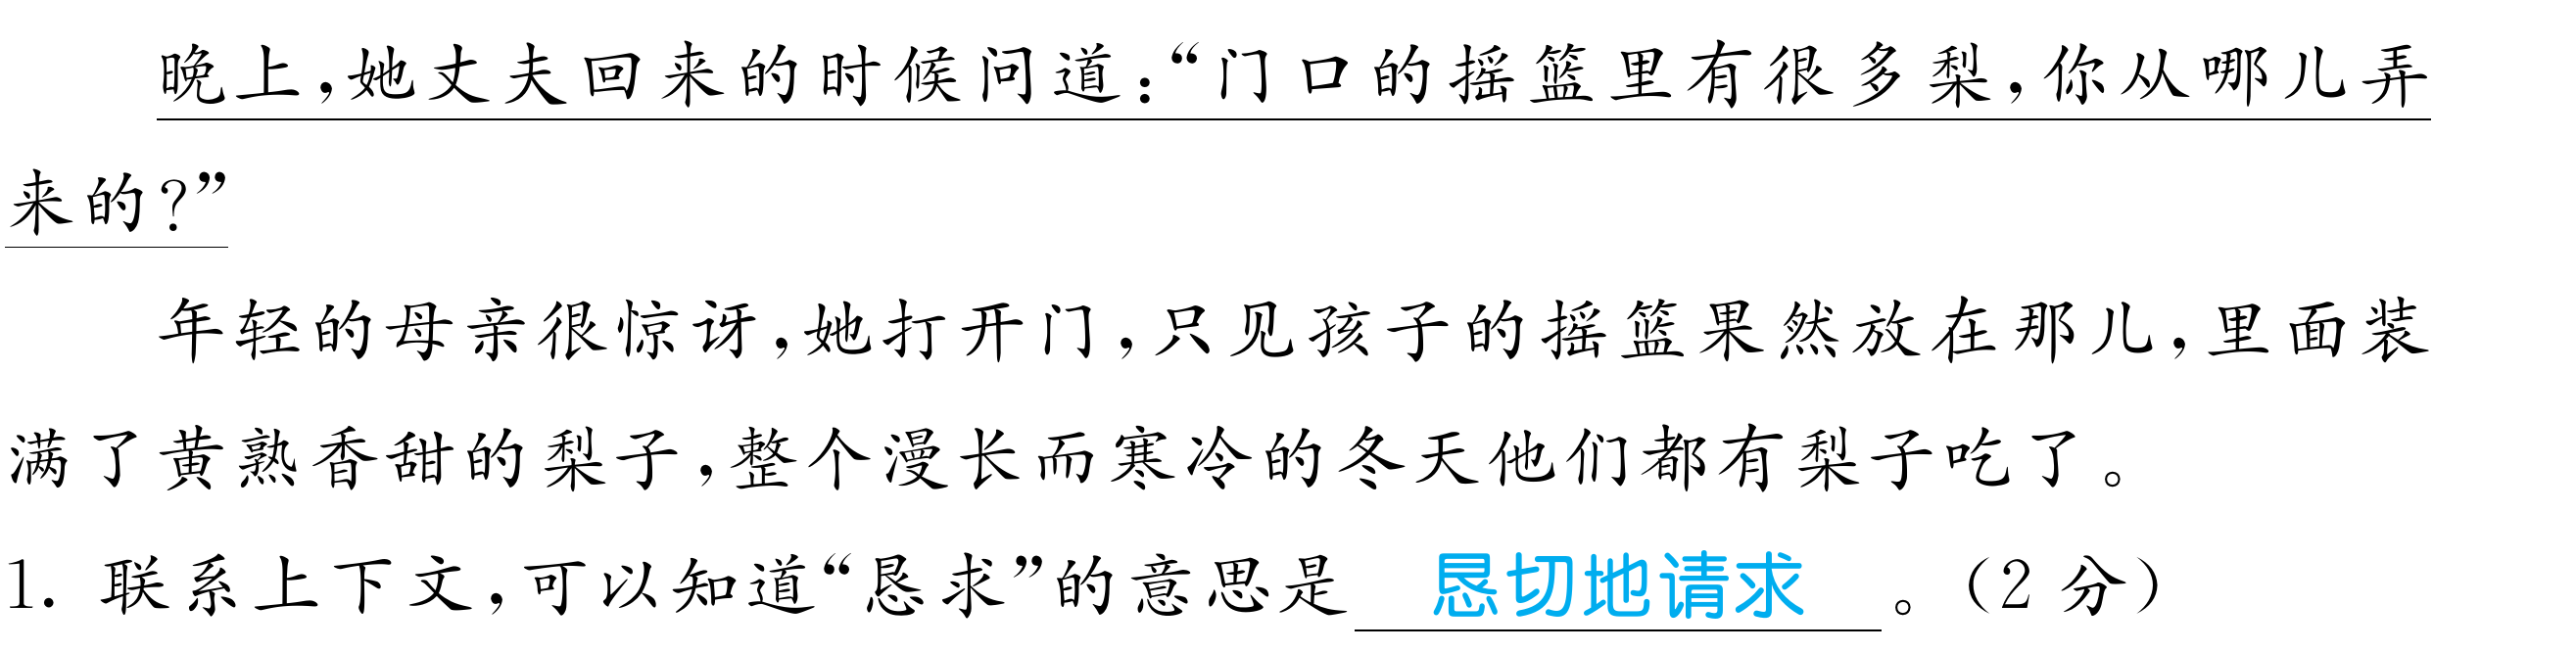 晚上,她丈夫回来的时候问道:“门口的摇篮里有很多梨,你从哪儿弄
来的?”
年轻的母亲很惊讶,她打开门,只见孩子的摇篮果然放在那儿,里面装
满了黄熟香甜的梨子,整个漫长而寒冷的冬天他们都有梨子吃了。
1. 联系上下文,可以知道“恳求”的意思是 恳切地请求 。(2 分)